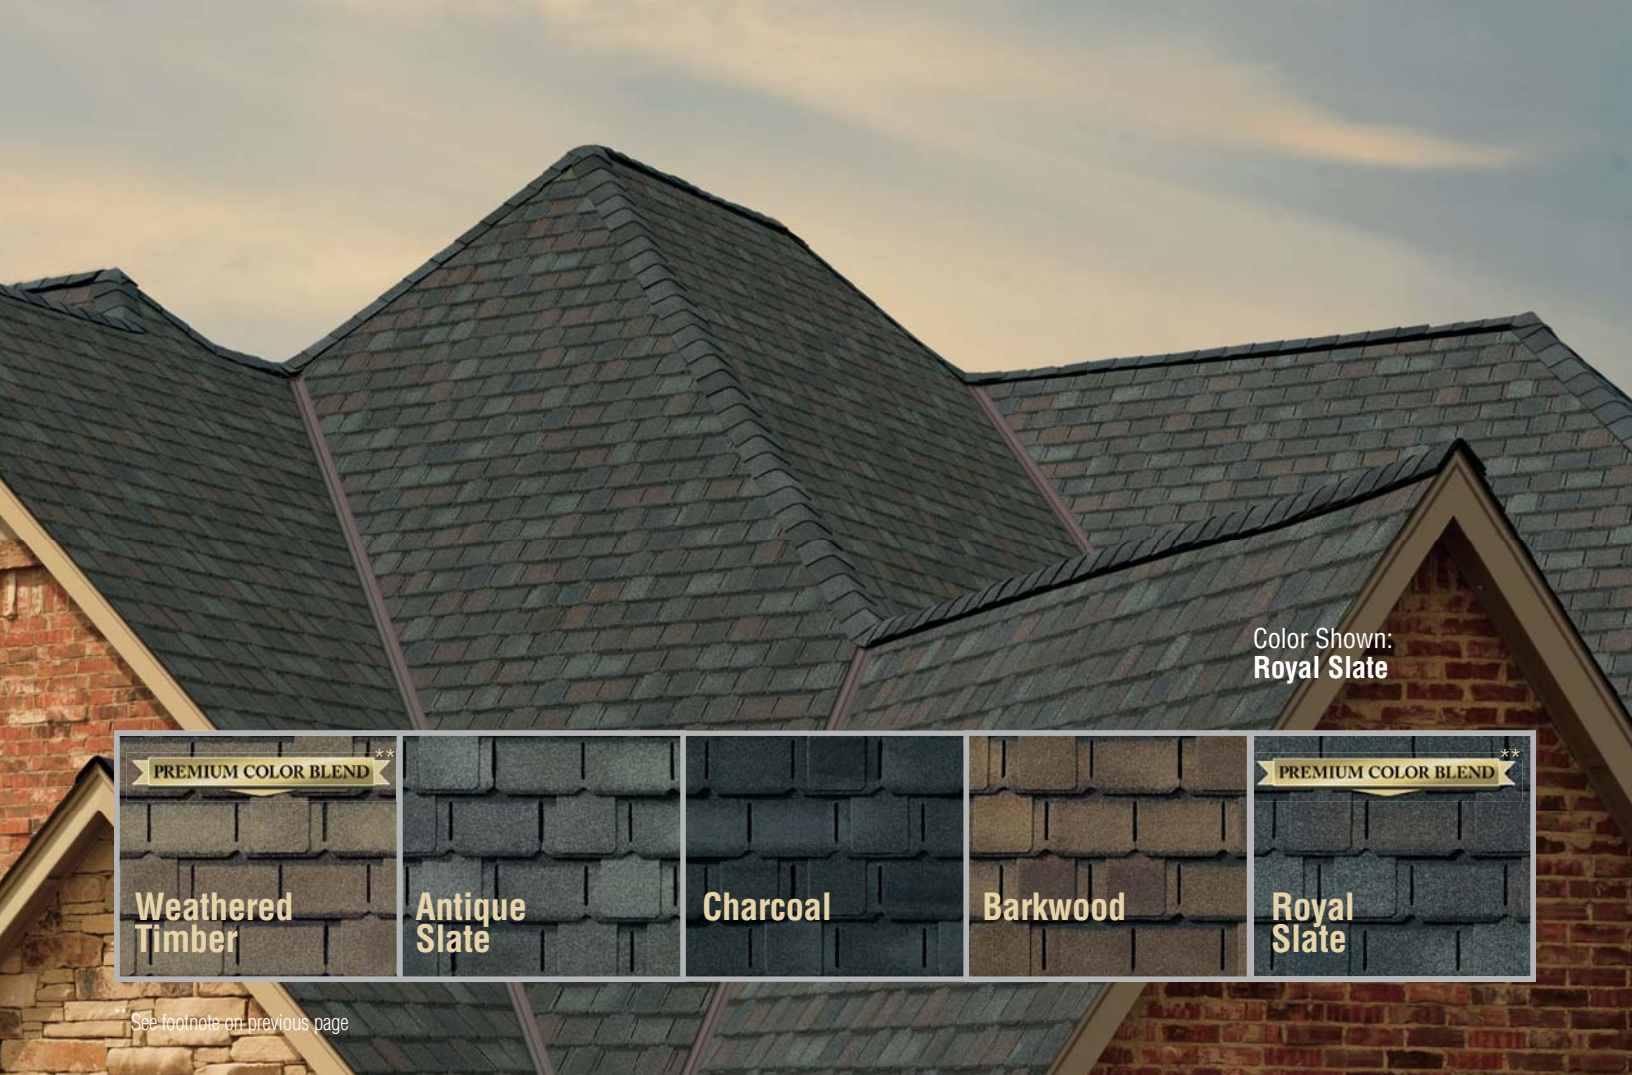 Color Shown:
Royal Slate
PREMIUM COLOR BLEND **
Weathered
Timber
Antique
Slate
Charcoal
Barkwood
PREMIUM COLOR BLEND **
Royal
Slate
** See footnote on previous page